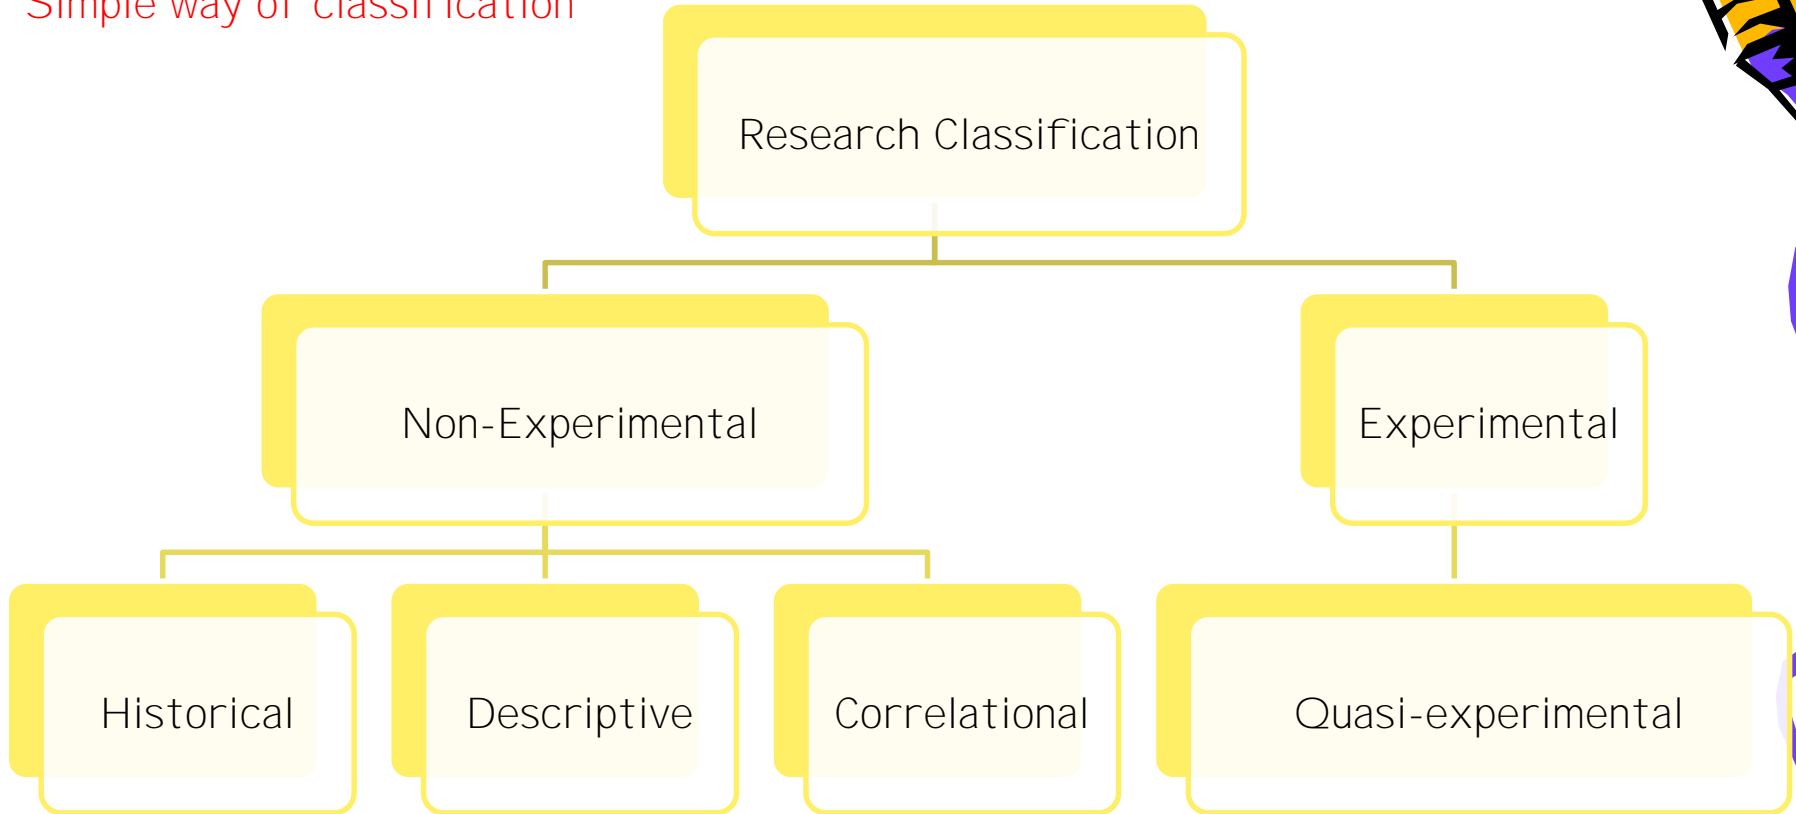 Simple way of classification
Research Classification
Non-Experimental
Experimental
Historical
Descriptive
Correlational
Quasi-experimental